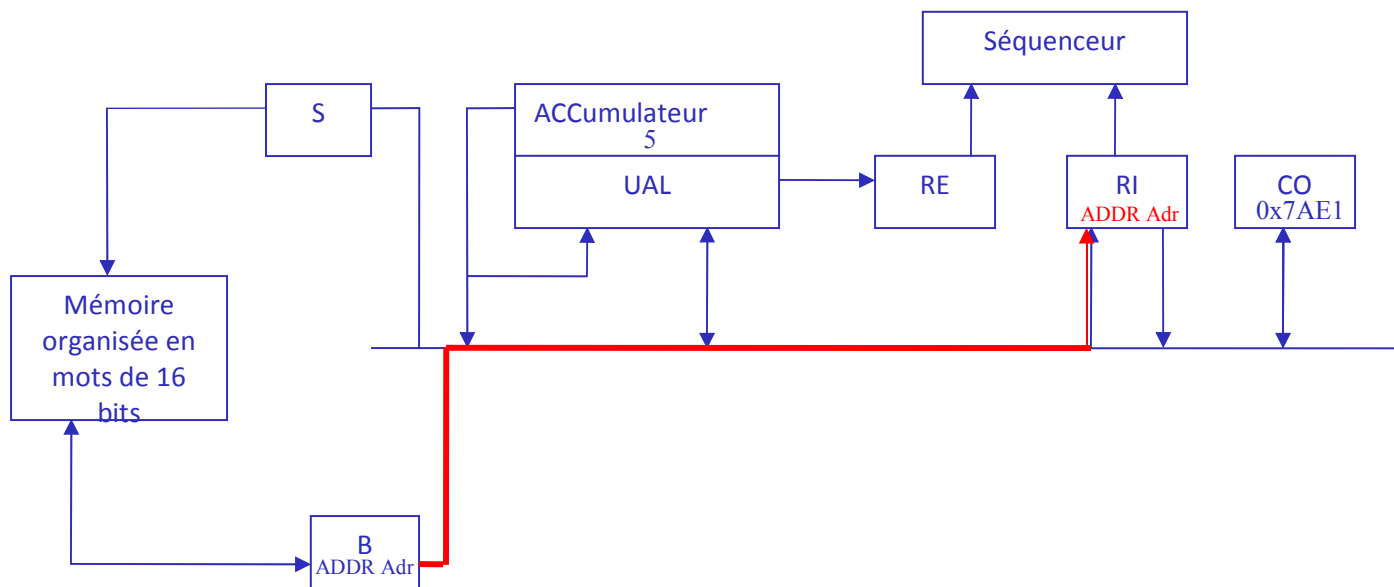 Séquenceur
S
ACCumulateur
5
UAL
RE
RI
ADDR Adr
CO
0x7AE1
Mémoire
organisée en
mots de 16
bits
B
ADDR Adr